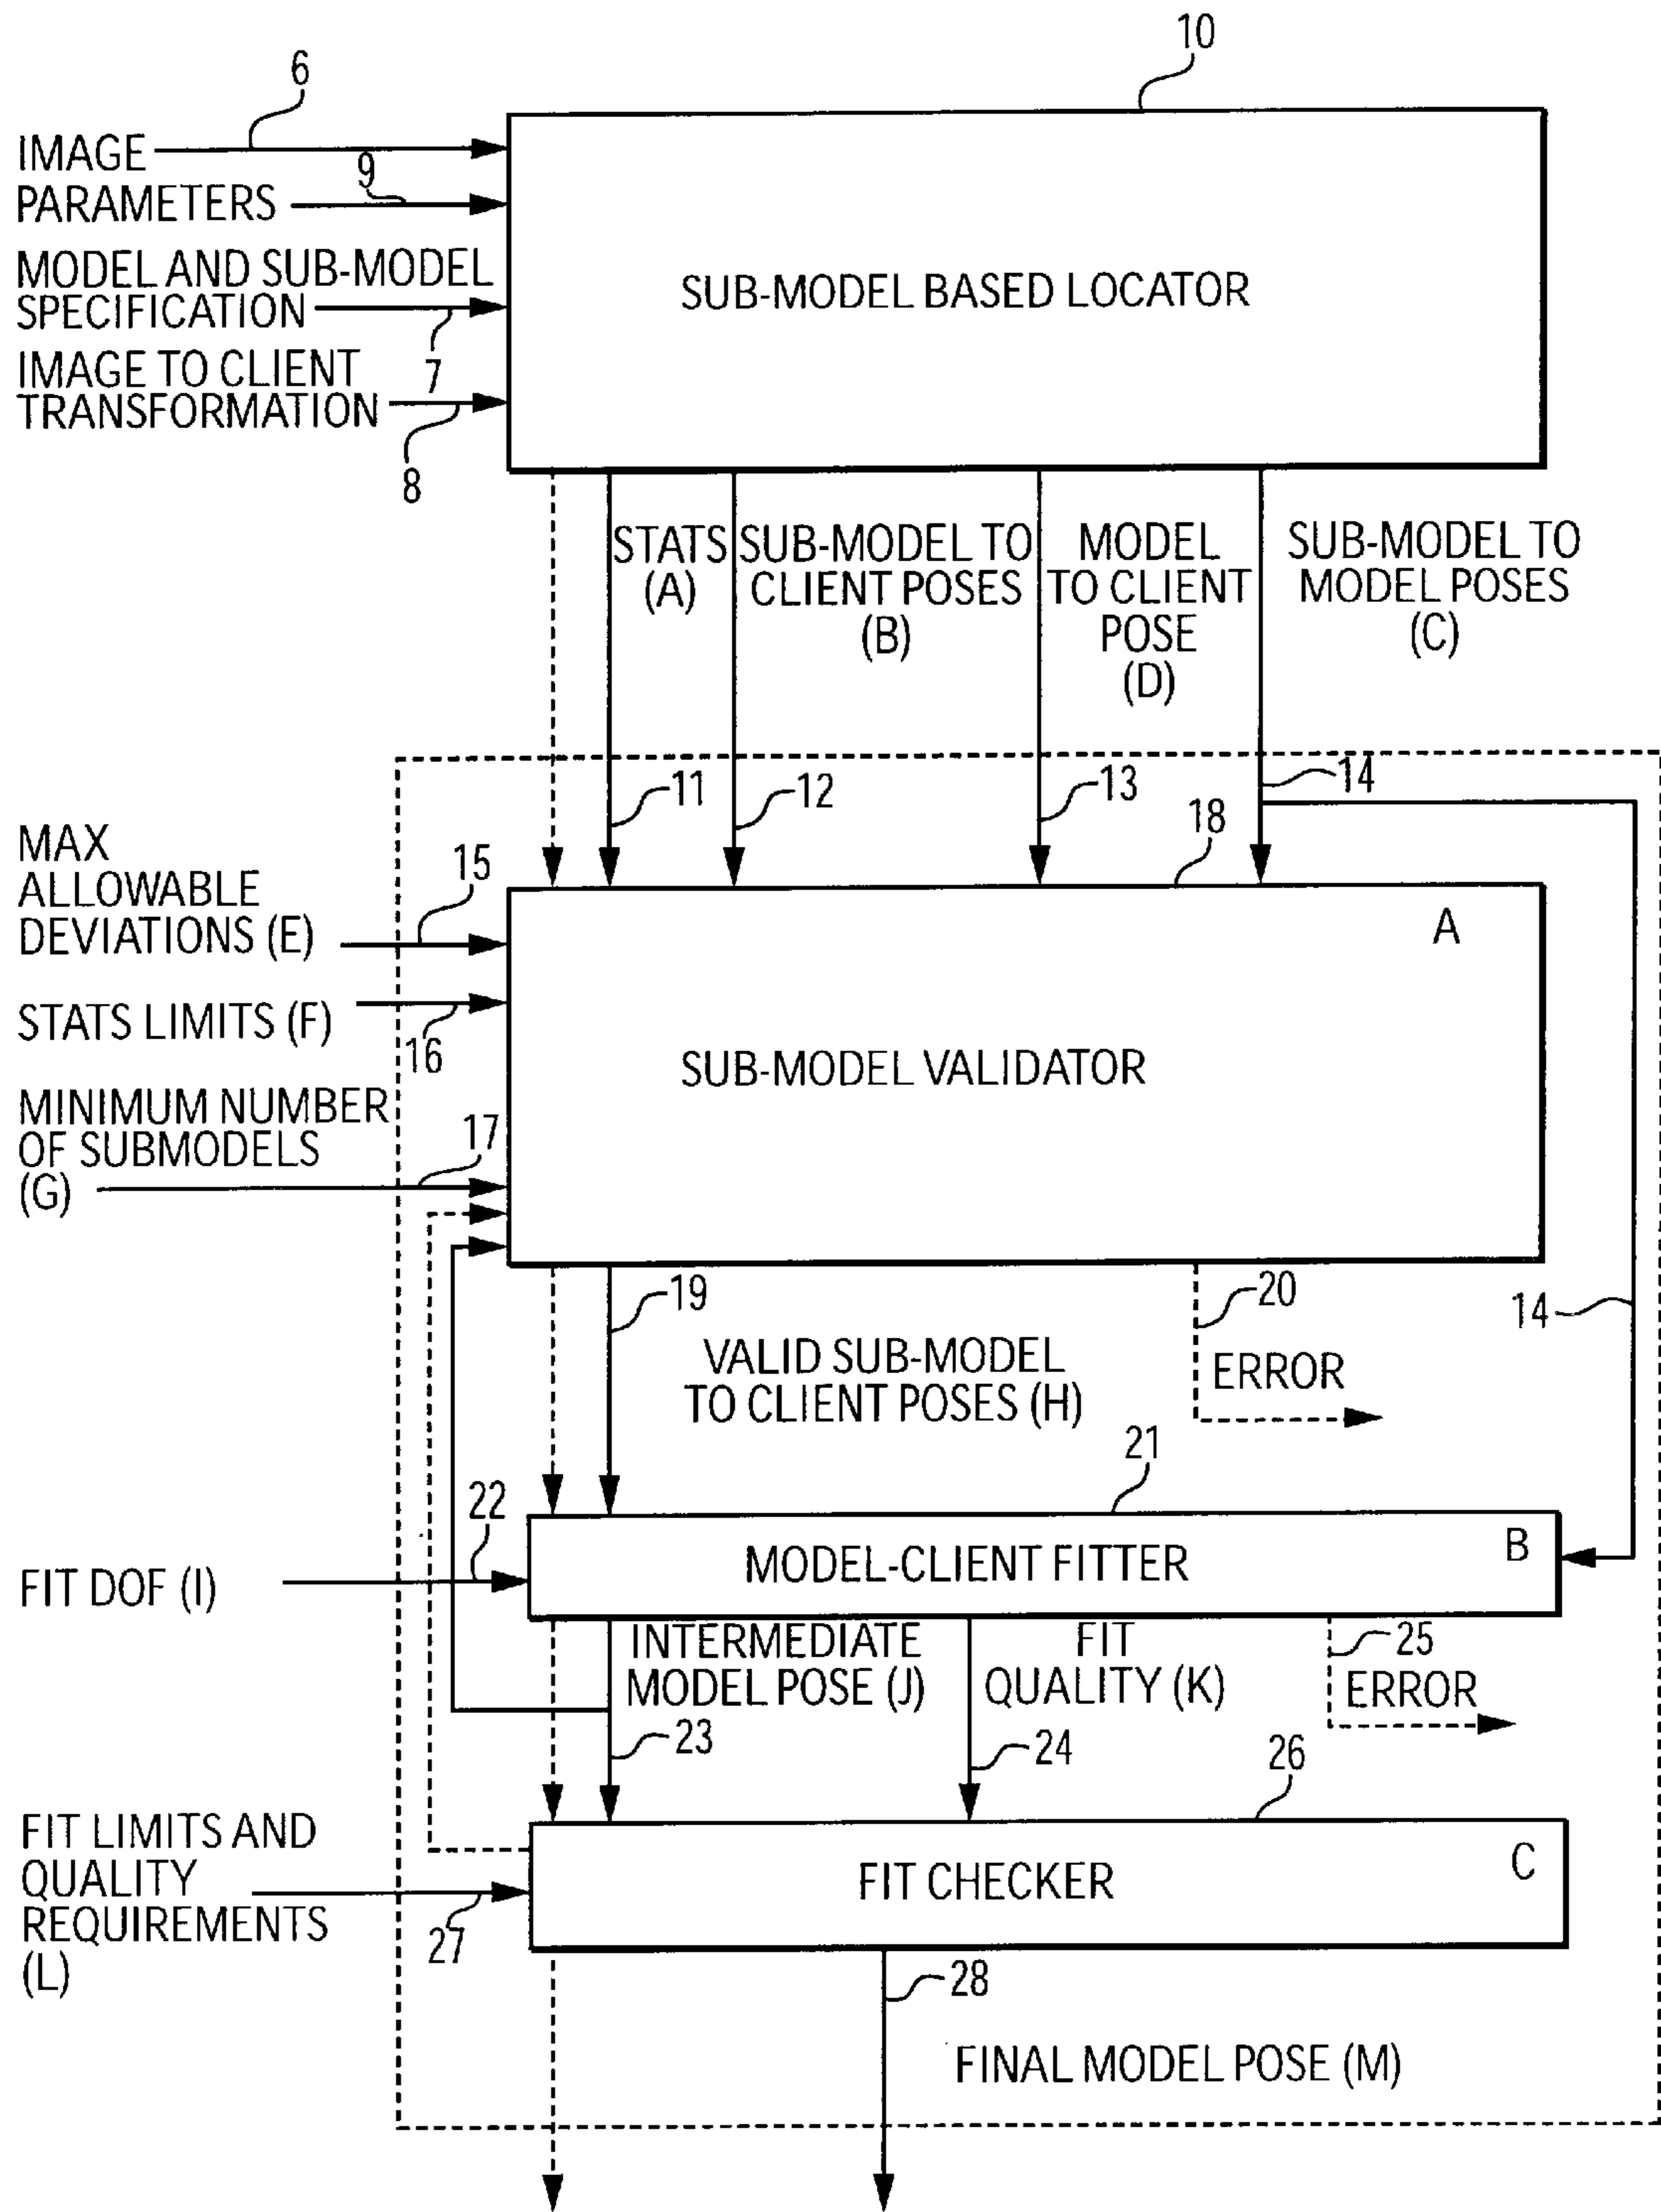 10
6
IMAGE
9
PARAMETERS
MODEL AND SUB-MODEL
SPECIFICATION
7
IMAGE TO CLIENT
TRANSFORMATION
8
SUB-MODEL BASED LOCATOR
STATS
(A)
SUB-MODEL TO
CLIENT POSES
(B)
MODEL
TO CLIENT
POSE
(D)
SUB-MODEL TO
MODEL POSES
(C)
11
12
13
14
18
MAX
ALLOWABLE
DEVIATIONS (E)
15
A
STATS LIMITS (F)
16
SUB-MODEL VALIDATOR
MINIMUM NUMBER
OF SUBMODELS
(G)
17
19
20
14
VALID SUB-MODEL
TO CLIENT POSES (H)
ERROR
21
22
FIT DOF (I)
MODEL-CLIENT FITTER
B
INTERMEDIATE
MODEL POSE (J)
FIT
QUALITY (K)
25
ERROR
23
24
26
FIT LIMITS AND
QUALITY
REQUIREMENTS
(L)
27
FIT CHECKER
C
28
FINAL MODEL POSE (M)